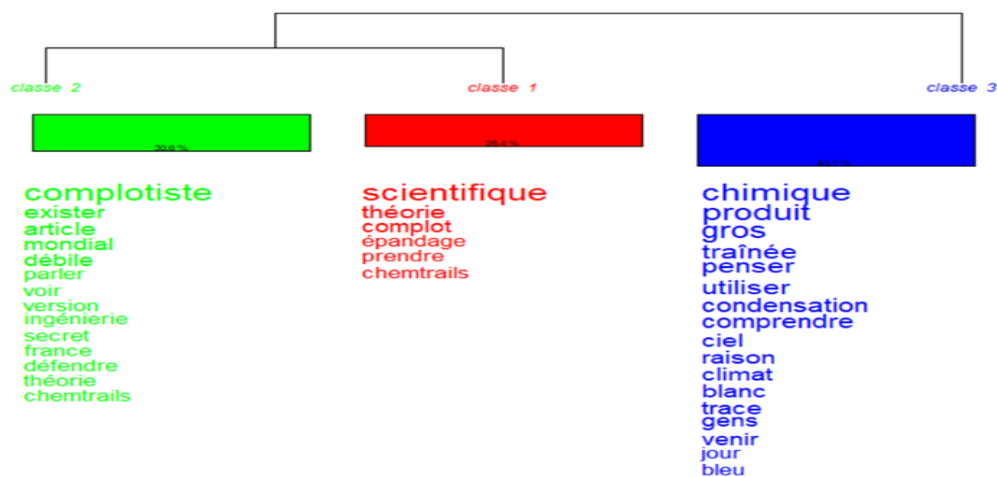 classe 2
classe 1
classe 3
30,6 %
complotiste
exister
article
mondial
débile
parler
voir
version
ingénierie
secret
france
défendre
théorie
chemtrails
scientifique
théorie
complot
épandage
prendre
chemtrails
chimique
produit
gros
traînée
penser
utiliser
condensation
comprendre
ciel
raison
climat
blanc
trace
gens
venir
jour
bleu